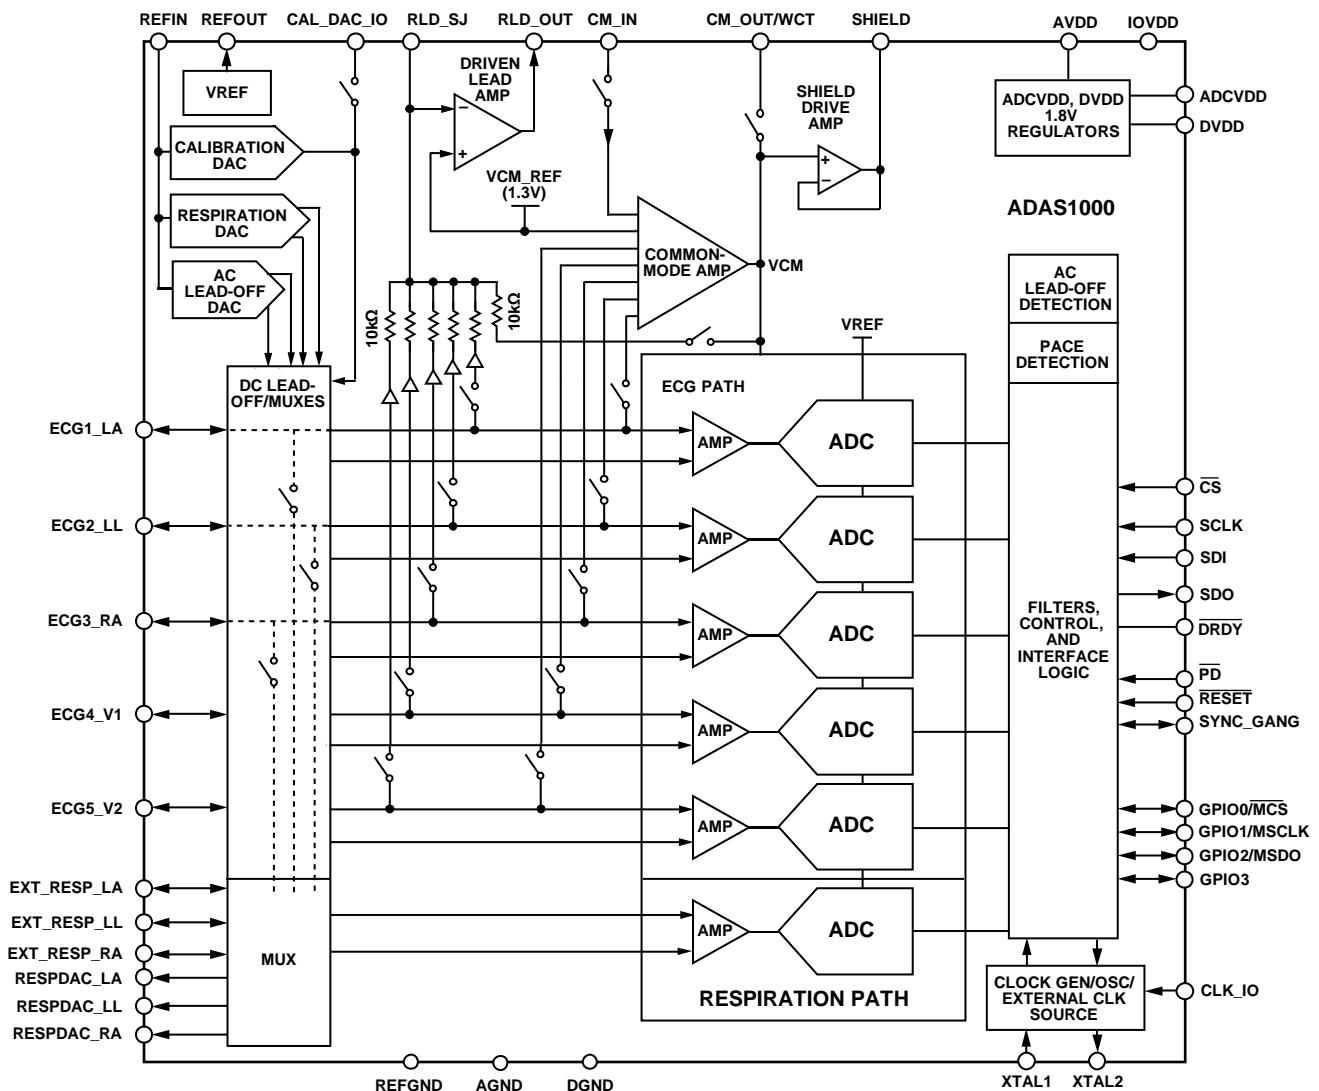 REFIN
REFOUT
CAL_DAC_IO
RLD_SJ
RLD_OUT
CM_IN
CM_OUT/WCT
SHIELD
AVDD
IOVDD
VREF
DRIVEN
LEAD
AMP
–
+
SHIELD
DRIVE
AMP
+
–
ADCVDD, DVDD
1.8V
REGULATORS
ADCVDD
DVDD
CALIBRATION
DAC
VCM_REF
(1.3V)
ADAS1000
RESPIRATION
DAC
COMMON-
MODE AMP
VCM
AC
LEAD-OFF
DAC
AC
LEAD-OFF
DETECTION
10kΩ
10kΩ
VREF
PACE
DETECTION
DC LEAD-
OFF/MUXES
ECG PATH
ECG1_LA
AMP
ADC
CS
ECG2_LL
AMP
ADC
SCLK
SDI
SDO
ECG3_RA
AMP
ADC
FILTERS,
CONTROL,
AND
INTERFACE
LOGIC
DRDY
PD
RESET
ECG4_V1
AMP
ADC
SYNC_GANG
ECG5_V2
AMP
ADC
GPIO0/MCS
GPIO1/MSCLK
GPIO2/MSDO
GPIO3
EXT_RESP_LA
EXT_RESP_LL
EXT_RESP_RA
MUX
AMP
ADC
RESPDAC_LA
RESPDAC_LL
RESPDAC_RA
RESPIRATION PATH
CLOCK GEN/OSC/
EXTERNAL CLK
SOURCE
CLK_IO
REFGND
AGND
DGND
XTAL1
XTAL2